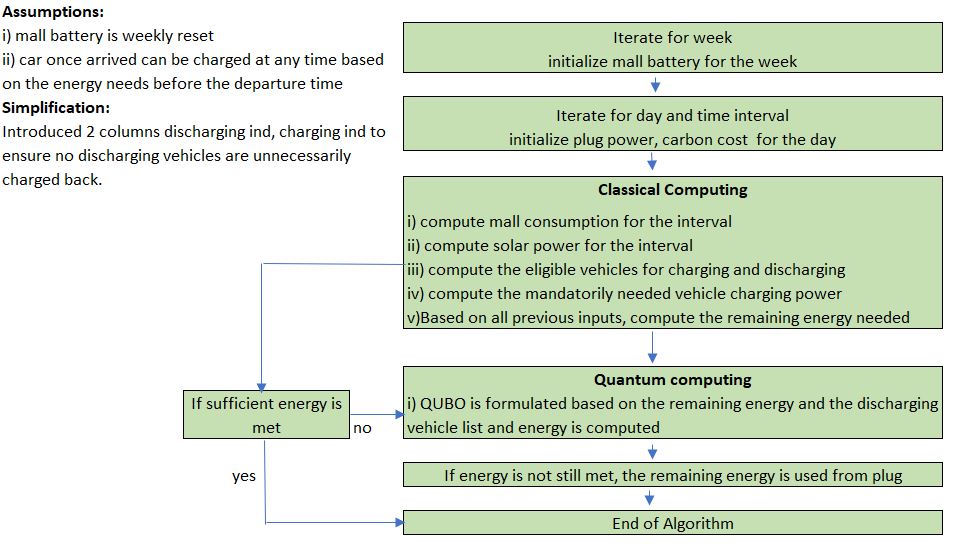 Assumptions:
i) mall battery is weekly reset
ii) car once arrived can be charged at any time based
on the energy needs before the departure time
Simplification:
Introduced 2 columns discharging ind, charging ind to
ensure no discharging vehicles are unnecessarily
charged back.
Iterate for week
initialize mall battery for the week
Iterate for day and time interval
initialize plug power, carbon cost for the day
Classical Computing
i) compute mall consumption for the interval
ii) compute solar power for the interval
iii) compute the eligible vehicles for charging and discharging
iv) compute the mandatorily needed vehicle charging power
v)Based on all previous inputs, compute the remaining energy needed
If sufficient energy is
met
no
yes
Quantum computing
i) QUBO is formulated based on the remaining energy and the discharging
vehicle list and energy is computed
If energy is not still met, the remaining energy is used from plug
End of Algorithm